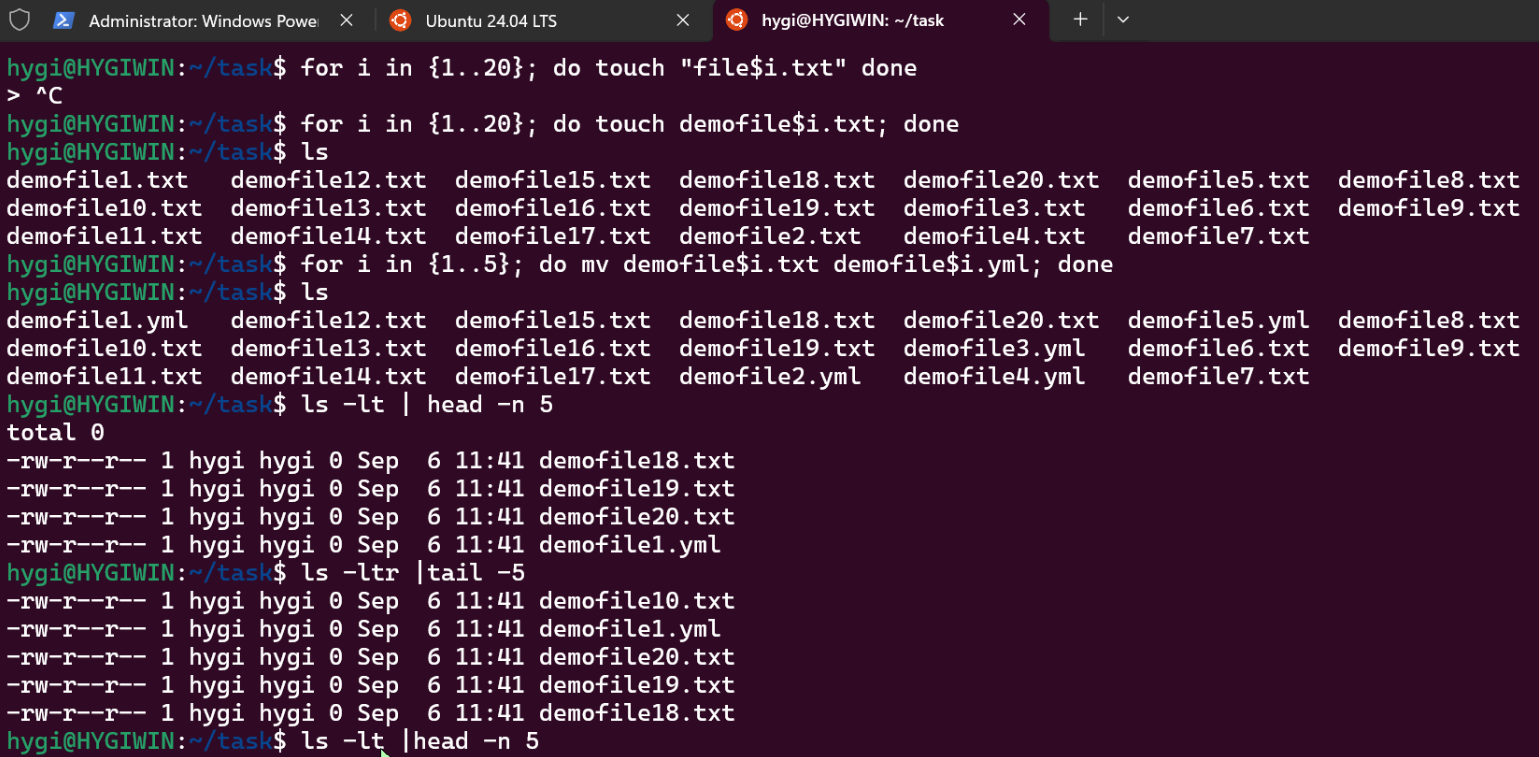 Administrator: Windows Powe
Ubuntu 24.04 LTS
hygi@HYGIWIN: ~/task
hygi@HYGIWIN:~/task$ for i in {1..20}; do touch "file$i.txt" done
> ^C
hygi@HYGIWIN:~/task$ for i in {1..20}; do touch demofile$i.txt; done
hygi@HYGIWIN:~/task$ ls
demofile1.txt   demofile12.txt  demofile15.txt  demofile18.txt  demofile20.txt  demofile5.txt  demofile8.txt
demofile10.txt  demofile13.txt  demofile16.txt  demofile19.txt  demofile3.txt   demofile6.txt  demofile9.txt
demofile11.txt  demofile14.txt  demofile17.txt  demofile2.txt   demofile4.txt   demofile7.txt
hygi@HYGIWIN:~/task$ for i in {1..5}; do mv demofile$i.txt demofile$i.yml; done
hygi@HYGIWIN:~/task$ ls
demofile1.yml   demofile12.txt  demofile15.txt  demofile18.txt  demofile20.txt  demofile5.yml  demofile8.txt
demofile10.txt  demofile13.txt  demofile16.txt  demofile19.txt  demofile3.yml   demofile6.txt  demofile9.txt
demofile11.txt  demofile14.txt  demofile17.txt  demofile2.yml   demofile4.yml   demofile7.txt
hygi@HYGIWIN:~/task$ ls -lt | head -n 5
total 0
-rw-r--r-- 1 hygi hygi 0 Sep  6 11:41 demofile18.txt
-rw-r--r-- 1 hygi hygi 0 Sep  6 11:41 demofile19.txt
-rw-r--r-- 1 hygi hygi 0 Sep  6 11:41 demofile20.txt
-rw-r--r-- 1 hygi hygi 0 Sep  6 11:41 demofile1.yml
hygi@HYGIWIN:~/task$ ls -ltr |tail -5
-rw-r--r-- 1 hygi hygi 0 Sep  6 11:41 demofile10.txt
-rw-r--r-- 1 hygi hygi 0 Sep  6 11:41 demofile1.yml
-rw-r--r-- 1 hygi hygi 0 Sep  6 11:41 demofile20.txt
-rw-r--r-- 1 hygi hygi 0 Sep  6 11:41 demofile19.txt
-rw-r--r-- 1 hygi hygi 0 Sep  6 11:41 demofile18.txt
hygi@HYGIWIN:~/task$ ls -lt |head -n 5